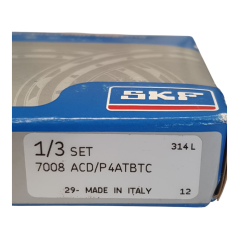 SKF
1/3 SET 314 L
7008 ACD/P4ATBTC
29- MADE IN ITALY 12